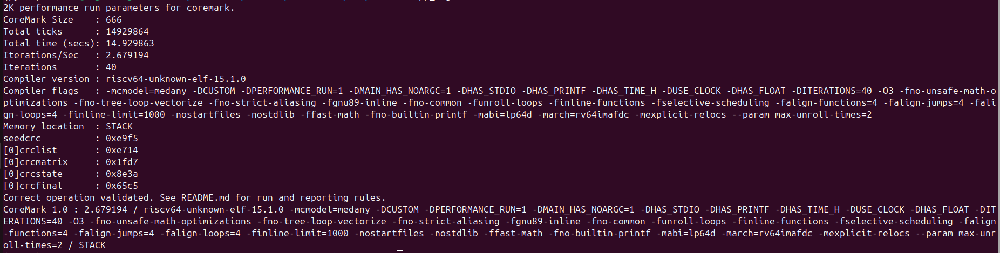 2K performance run parameters for coremark.
CoreMark Size    : 666
Total ticks      : 14929864
Total time (secs): 14.929863
Iterations/Sec   : 2.679194
Iterations       : 40
Compiler version : riscv64-unknown-elf-15.1.0
Compiler flags   : -mcmodel=medany -DCUSTOM -DPERFORMANCE_RUN=1 -DMAIN_HAS_NOARGC=1 -DHAS_STDIO -DHAS_PRINTF -DHAS_TIME_H -DUSE_CLOCK -DHAS_FLOAT -DITERATIONS=40 -O3 -fno-unsafe-math-o
ptimizations -fno-tree-loop-vectorize -fno-strict-aliasing -fgnu89-inline -fno-common -funroll-loops -finline-functions -fselective-scheduling -falign-functions=4 -falign-jumps=4 -fali
gn-loops=4 -finline-limit=1000 -nostartfiles -nostdlib -ffast-math -fno-builtin-printf -mabi=lp64d -march=rv64imafdc -mexplicit-relocs --param max-unroll-times=2
Memory location  : STACK
seedcrc          : 0xe9f5
[0]crclist       : 0xe714
[0]crcmatrix     : 0x1fd7
[0]crcstate      : 0x8e3a
[0]crcfinal      : 0x65c5
Correct operation validated. See README.md for run and reporting rules.
CoreMark 1.0 : 2.679194 / riscv64-unknown-elf-15.1.0 -mcmodel=medany -DCUSTOM -DPERFORMANCE_RUN=1 -DMAIN_HAS_NOARGC=1 -DHAS_STDIO -DHAS_PRINTF -DHAS_TIME_H -DUSE_CLOCK -DHAS_FLOAT -DIT
ERATIONS=40 -O3 -fno-unsafe-math-optimizations -fno-tree-loop-vectorize -fno-strict-aliasing -fgnu89-inline -fno-common -funroll-loops -finline-functions -fselective-scheduling -falign
-functions=4 -falign-jumps=4 -falign-loops=4 -finline-limit=1000 -nostartfiles -nostdlib -ffast-math -fno-builtin-printf -mabi=lp64d -march=rv64imafdc -mexplicit-relocs --param max-unr
oll-times=2 / STACK